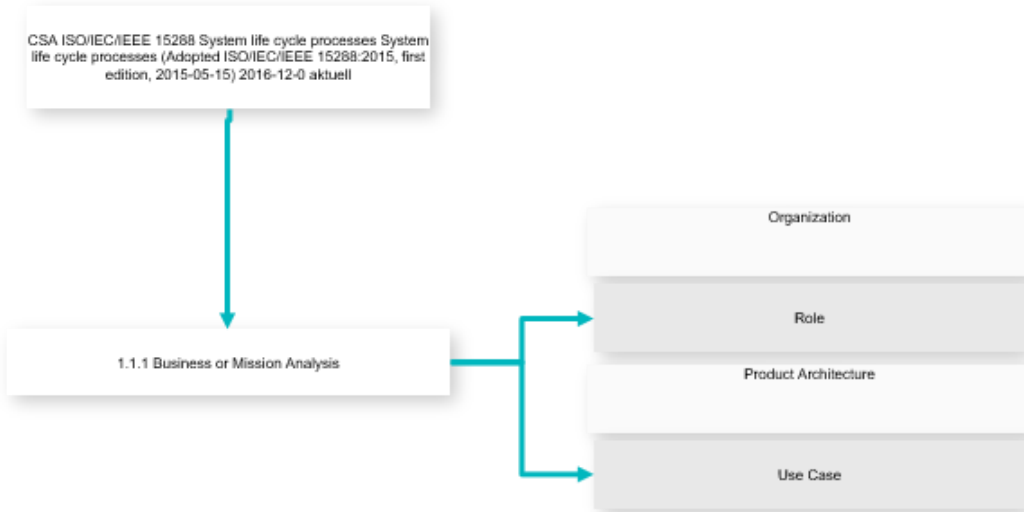 CSA ISO/IEC/IEEE 15288 System life cycle processes System
life cycle processes (Adopted ISO/IEC/IEEE 15288:2015, first
edition, 2015-05-15) 2016-12-0 aktuell
Organization
Role
1.1.1 Business or Mission Analysis
Product Architecture
Use Case